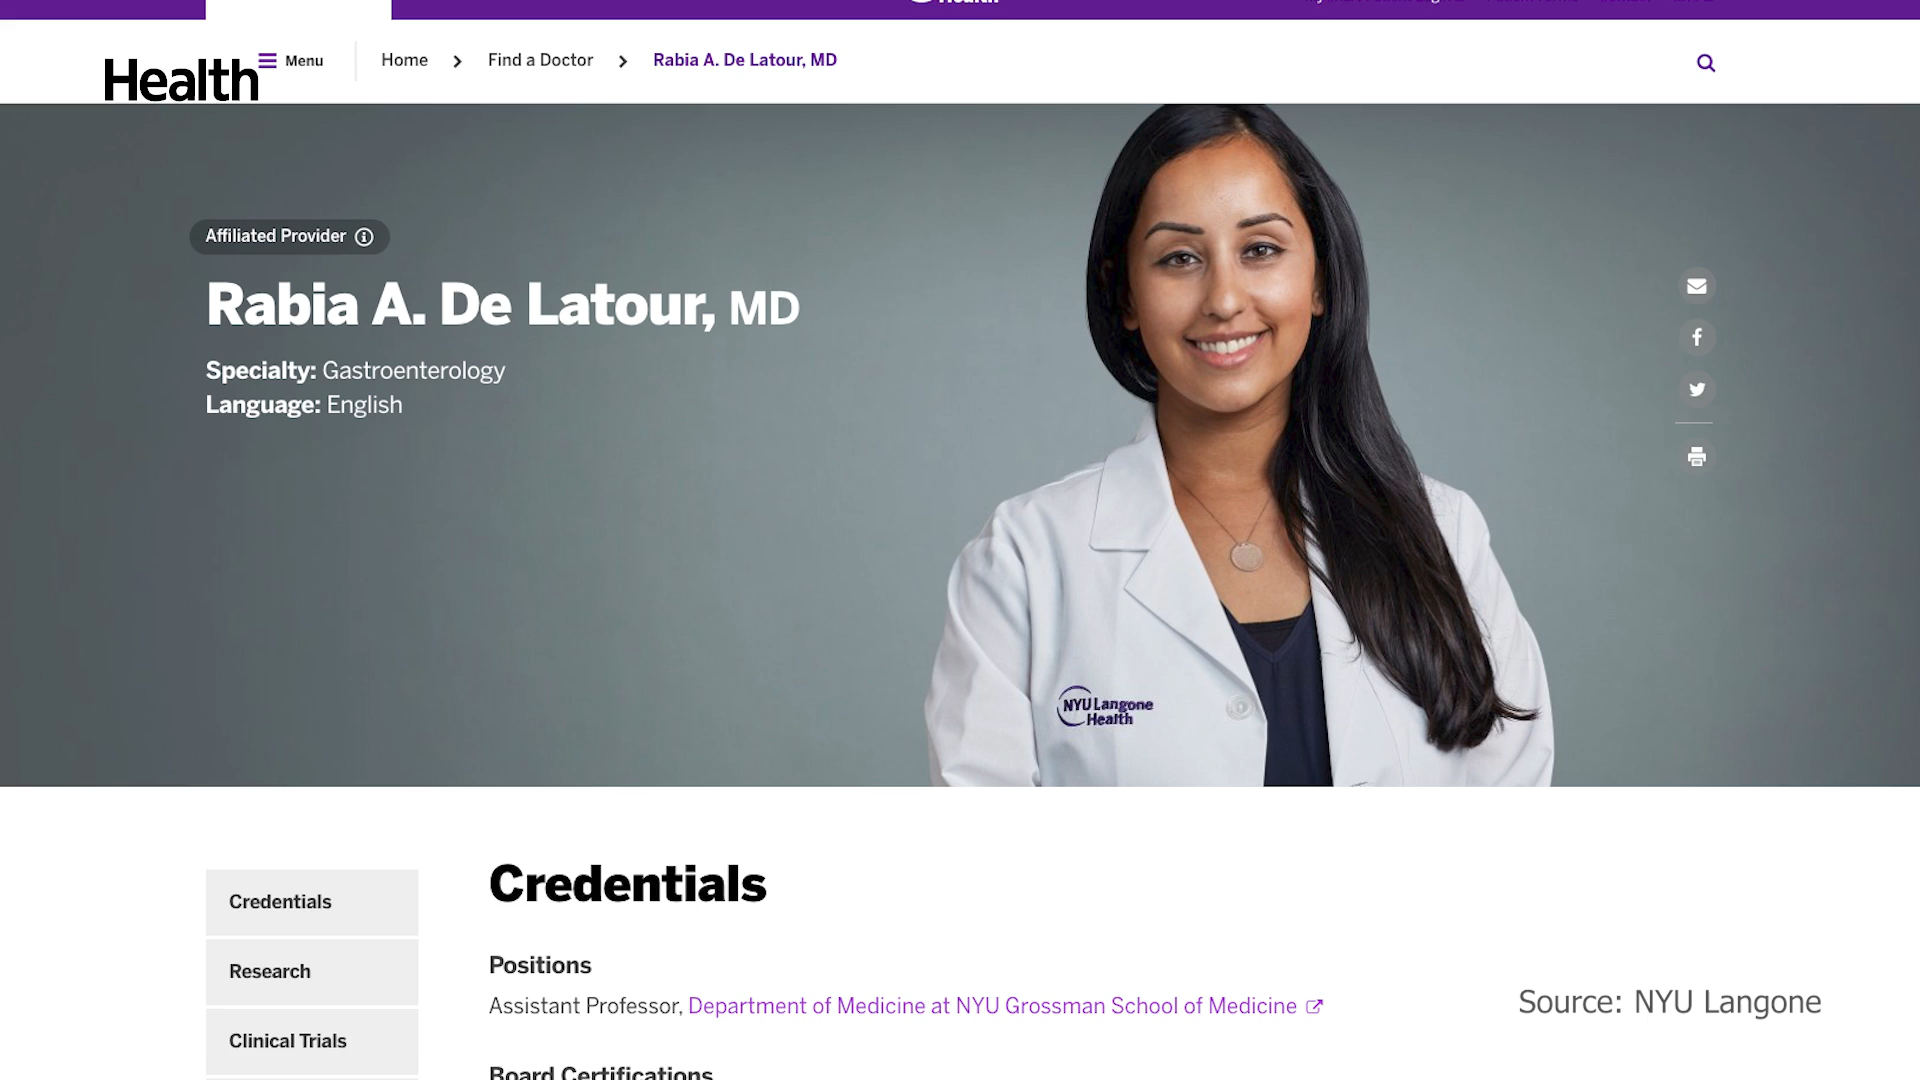 Health
Health
Menu
Home
Find a Doctor
Rabia A. De Latour, MD
Affiliated Provider
Rabia A. De Latour, MD
Specialty: Gastroenterology
Language: English
NYU Langone
Health
Credentials
Research
Clinical Trials
Credentials
Positions
Assistant Professor, Department of Medicine at NYU Grossman School of Medicine
Board Certifications
Source: NYU Langone